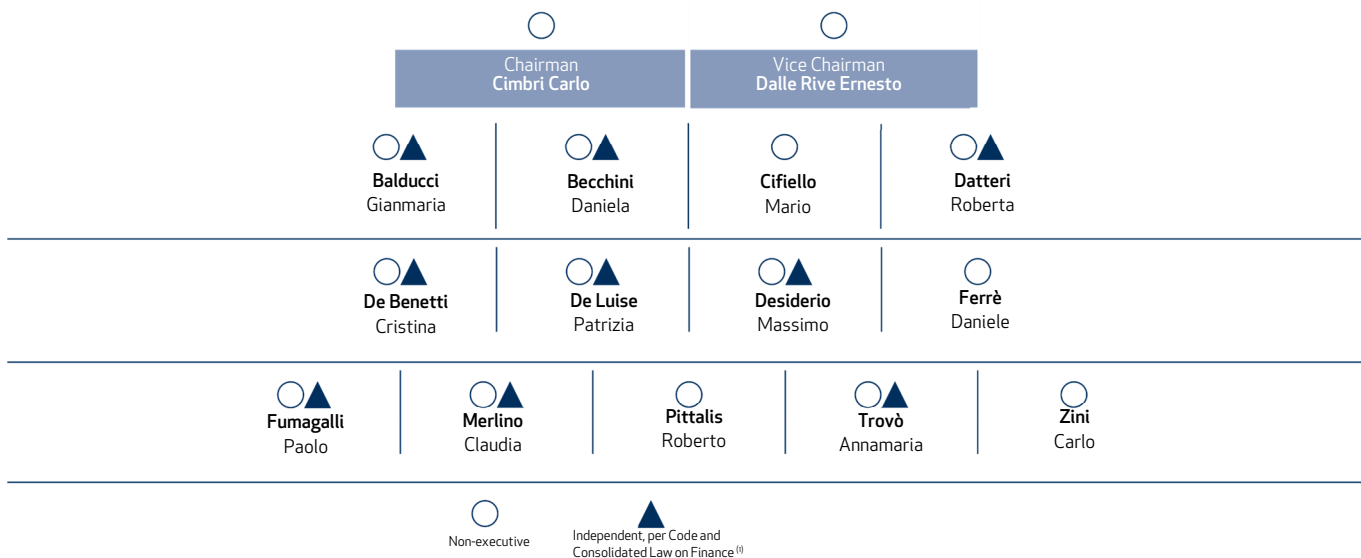 Chairman
Cimbri Carlo
Vice Chairman
Dalle Rive Ernesto
Balducci
Gianmaria
Becchini
Daniela
Cifiello
Mario
Datteri
Roberta
De Benetti
Cristina
De Luise
Patrizia
Desiderio
Massimo
Ferrè
Daniele
Fumagalli
Paolo
Merlino
Claudia
Pittalis
Roberto
Trovò
Annamaria
Zini
Carlo
Non-executive
Independent, per Code and
Consolidated Law on Finance (1)